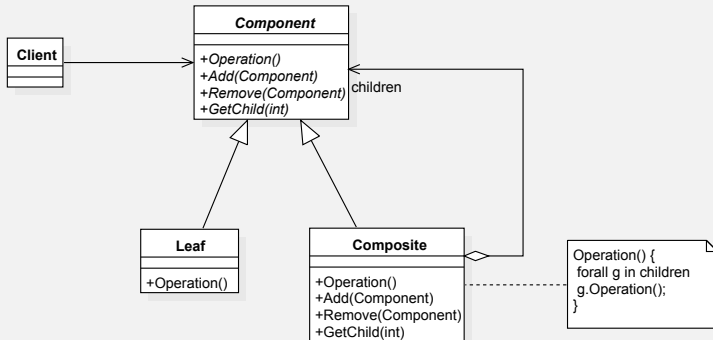 Component
+Operation()
+Add(Component)
+Remove(Component)
+GetChild(int)
Client
children
Leaf
+Operation()
Composite
+Operation()
+Add(Component)
+Remove(Component)
+GetChild(int)
Operation() {
forall g in children
g.Operation();
}